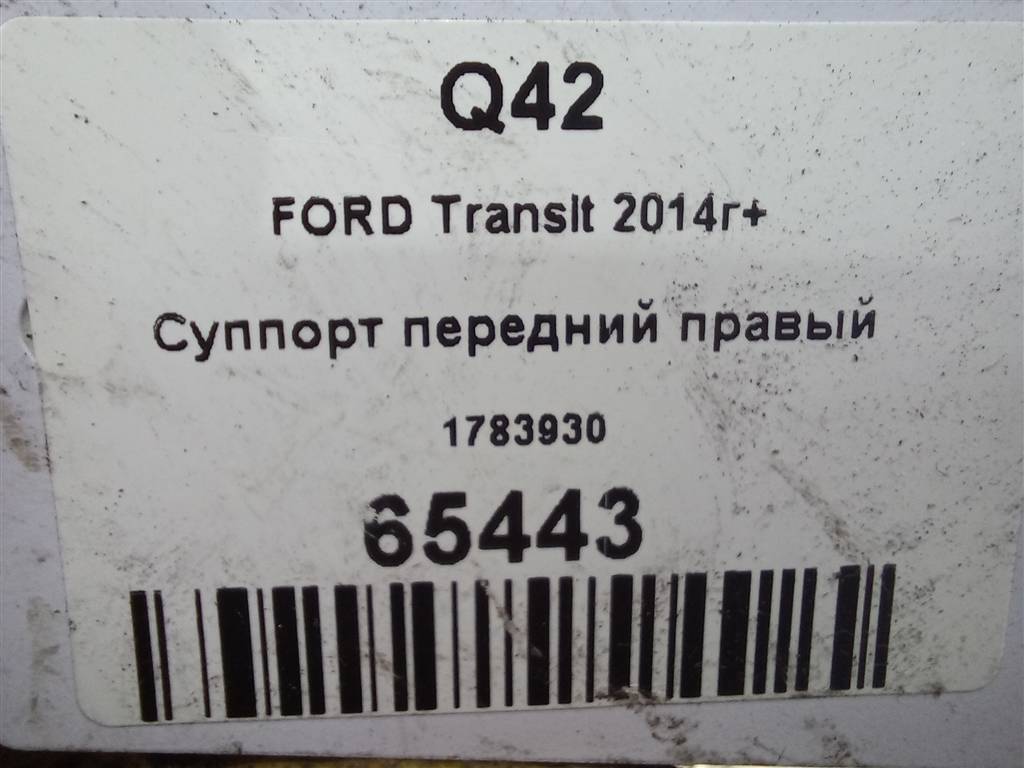 Q42
FORD Transit 2014г+
Суппорт передний правый
1783930
65443